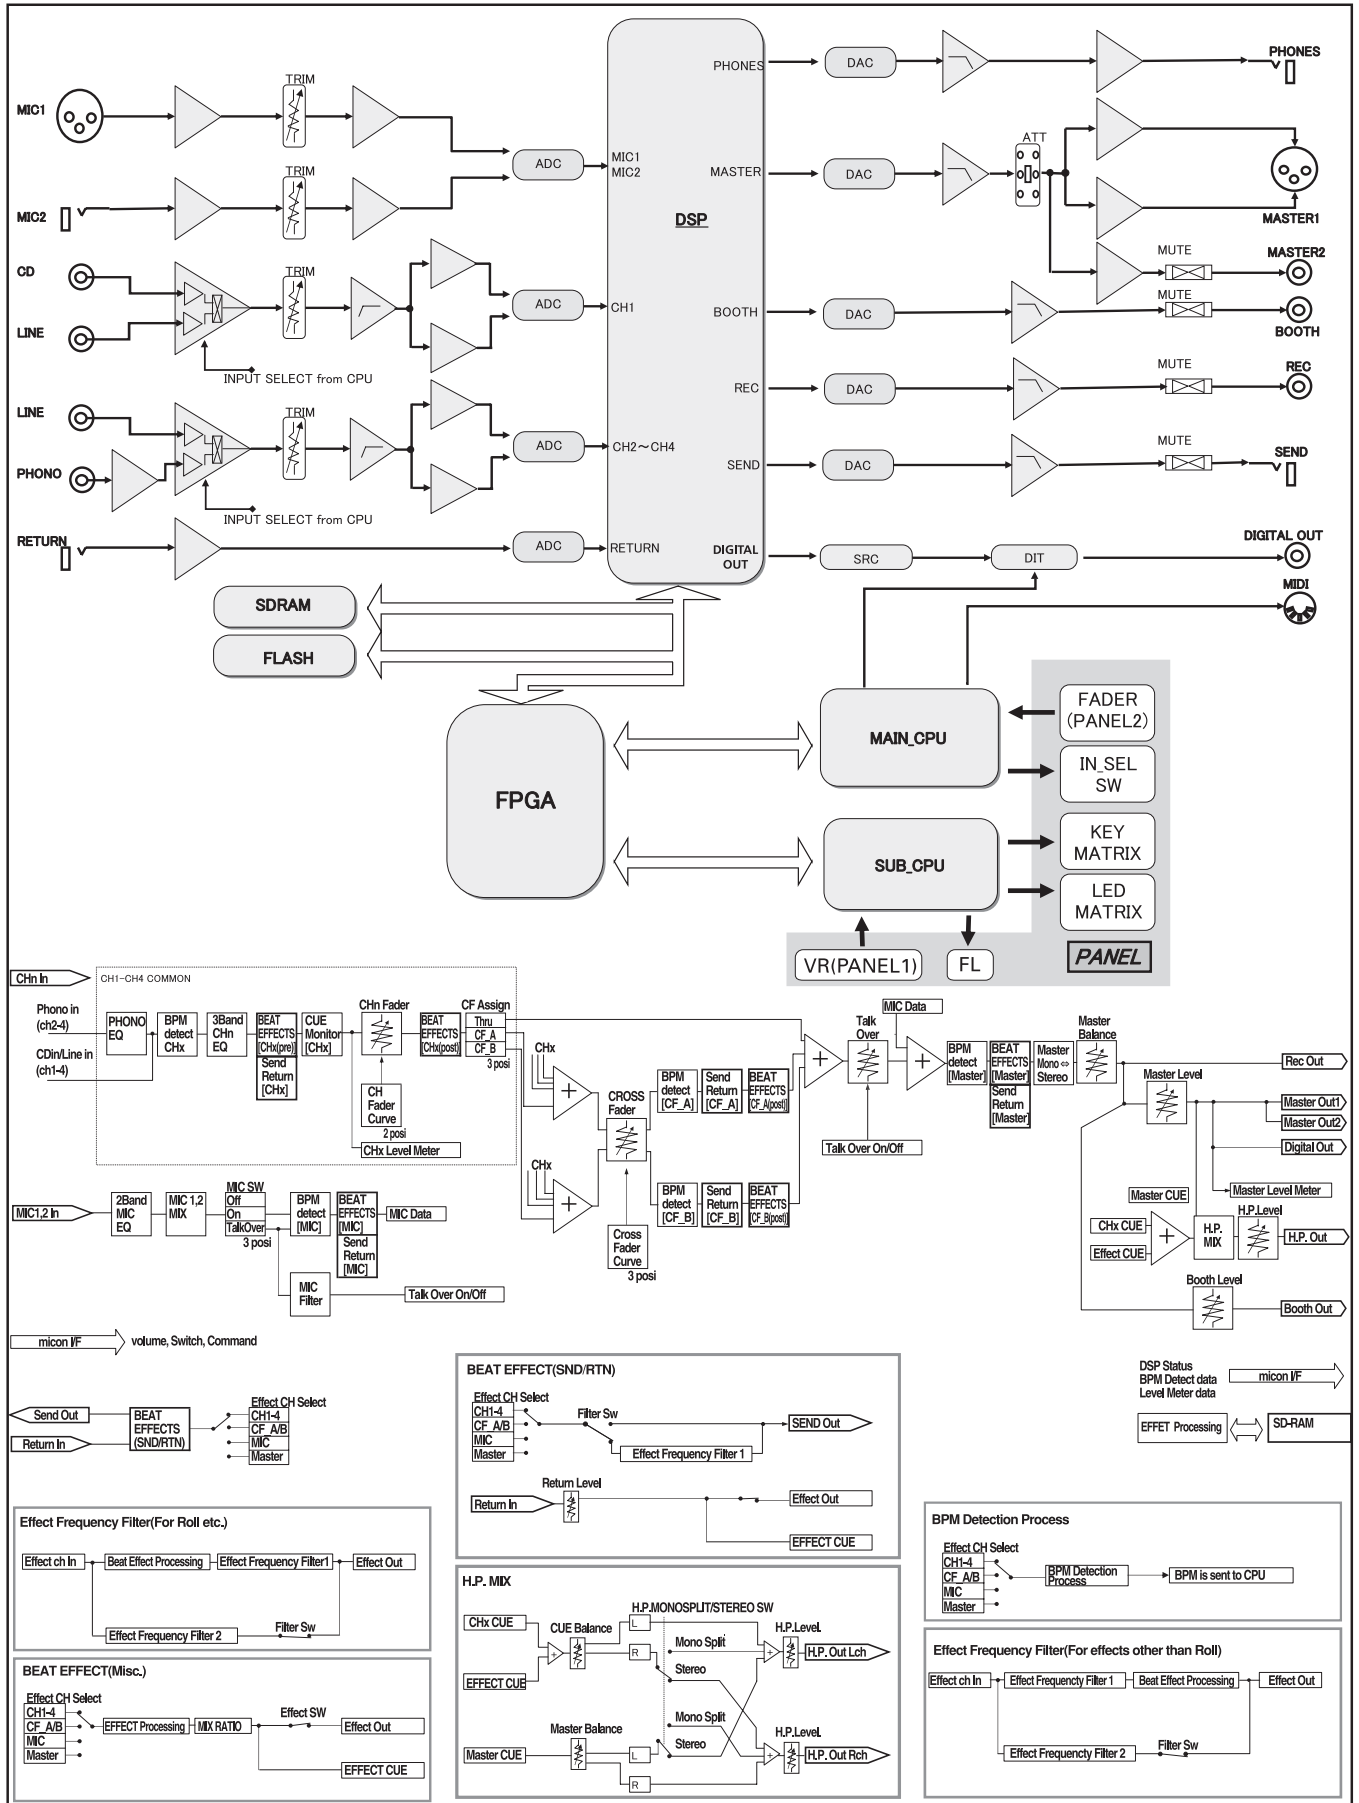 MIC1
TRIM
ADC
MIC1
MIC2
MIC2
TRIM
CD
LINE
TRIM
ADC
CH1
INPUT SELECT from CPU
LINE
PHONO
TRIM
ADC
CH2~CH4
INPUT SELECT from CPU
RETURN
ADC
RETURN
DSP
PHONES
DAC
PHONES
MASTER
DAC
ATT
MASTER1
MUTE
MASTER2
BOOTH
DAC
MUTE
BOOTH
REC
DAC
MUTE
REC
SEND
DAC
MUTE
SEND
DIGITAL
OUT
SRC
DIT
DIGITAL OUT
MIDI
SDRAM
FLASH
FPGA
MAIN_CPU
SUB_CPU
FADER
(PANEL2)
IN_SEL
SW
KEY
MATRIX
LED
MATRIX
VR(PANEL1)
FL
PANEL
CHn In
CH1-CH4 COMMON
Phono in
(ch2-4)
CDin/Line in
(ch1-4)
PHONO
EQ
BPM
detect
CHx
3Band
CHn
EQ
BEAT
EFFECTS
[CHx(pre)]
Send
Return
[CHx]
CUE
Monitor
[CHx]
CHn Fader
CH
Fader
Curve
2 posi
CHx Level Meter
BEAT
EFFECTS
[CHx(post)]
CF Assign
Thru
CF_A
CF_B
3 posi
CHx
+
CHx
+
CROSS
Fader
Cross
Fader
Curve
3 posi
BPM
detect
[CF_A]
Send
Return
[CF_A]
BEAT
EFFECTS
[CF_A(post)]
BPM
detect
[CF_B]
Send
Return
[CF_B]
BEAT
EFFECTS
[CF_B(post)]
+
Talk
Over
Talk Over On/Off
MIC Data
+
BPM
detect
[Master]
BEAT
EFFECTS
[Master]
Send
Return
[Master]
Master
Mono ⇔
Stereo
Master
Balance
Rec Out
Master Level
Master Out1
Master Out2
Digital Out
Master Level Meter
Master CUE
CHx CUE
Effect CUE
+
H.P.
MIX
H.P.Level
H.P. Out
Booth Level
Booth Out
MIC1,2 In
2Band
MIC
EQ
MIC 1,2
MIX
MIC SW
Off
On
TalkOver
3 posi
BPM
detect
[MIC]
BEAT
EFFECTS
[MIC]
Send
Return
[MIC]
MIC Data
MIC
Filter
Talk Over On/Off
micon I/F
volume, Switch, Command
DSP Status
BPM Detect data
Level Meter data
micon I/F
EFFET Processing
SD-RAM
Send Out
Return In
BEAT
EFFECTS
(SND/RTN)
Effect CH Select
CH1-4
CF_A/B
MIC
Master
BEAT EFFECT(SND/RTN)
Effect CH Select
CH1-4
CF_A/B
MIC
Master
Filter Sw
Effect Frequency Filter 1
SEND Out
Return In
Return Level
Effect Out
EFFECT CUE
Effect Frequency Filter(For Roll etc.)
Effect ch In
Beat Effect Processing
Effect Frequency Filter1
Effect Out
Effect Frequency Filter 2
Filter Sw
BEAT EFFECT(Misc.)
Effect CH Select
CH1-4
CF_A/B
MIC
Master
EFFECT Processing
MIX RATIO
Effect SW
Effect Out
EFFECT CUE
H.P. MIX
CHx CUE
EFFECT CUE
+
CUE Balance
H.P.MONOSPLIT/STEREO SW
L
R
Mono Split
Stereo
+
H.P.Level.
H.P. Out Lch
Master CUE
Master Balance
L
R
Mono Split
Stereo
+
H.P.Level.
H.P. Out Rch
BPM Detection Process
Effect CH Select
CH1-4
CF_A/B
MIC
Master
BPM Detection
Process
BPM is sent to CPU
Effect Frequency Filter(For effects other than Roll)
Effect ch In
Effect Frequencty Filter 1
Beat Effect Processing
Effect Out
Effect Frequencty Filter 2
Filter Sw